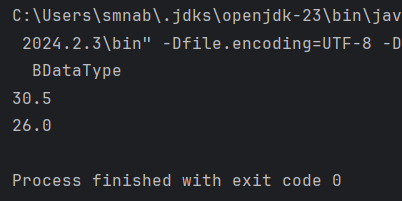 C:\Users\smnab\.jdks\openjdk-23\bin\jav
2024.2.3\bin" -Dfile.encoding=UTF-8 -D
BDataType
30.5
26.0
Process finished with exit code 0